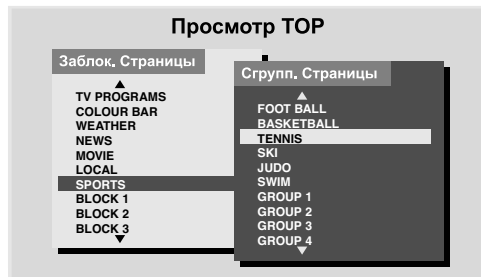 Просмотр TOP
Заблок. Страницы
TV PROGRAMS
COLOUR BAR
WEATHER
NEWS
MOVIE
LOCAL
SPORTS
BLOCK 1
BLOCK 2
BLOCK 3
Сгрупп. Страницы
FOOT BALL
BASKETBALL
TENNIS
SKI
JUDO
SWIM
GROUP 1
GROUP 2
GROUP 3
GROUP 4